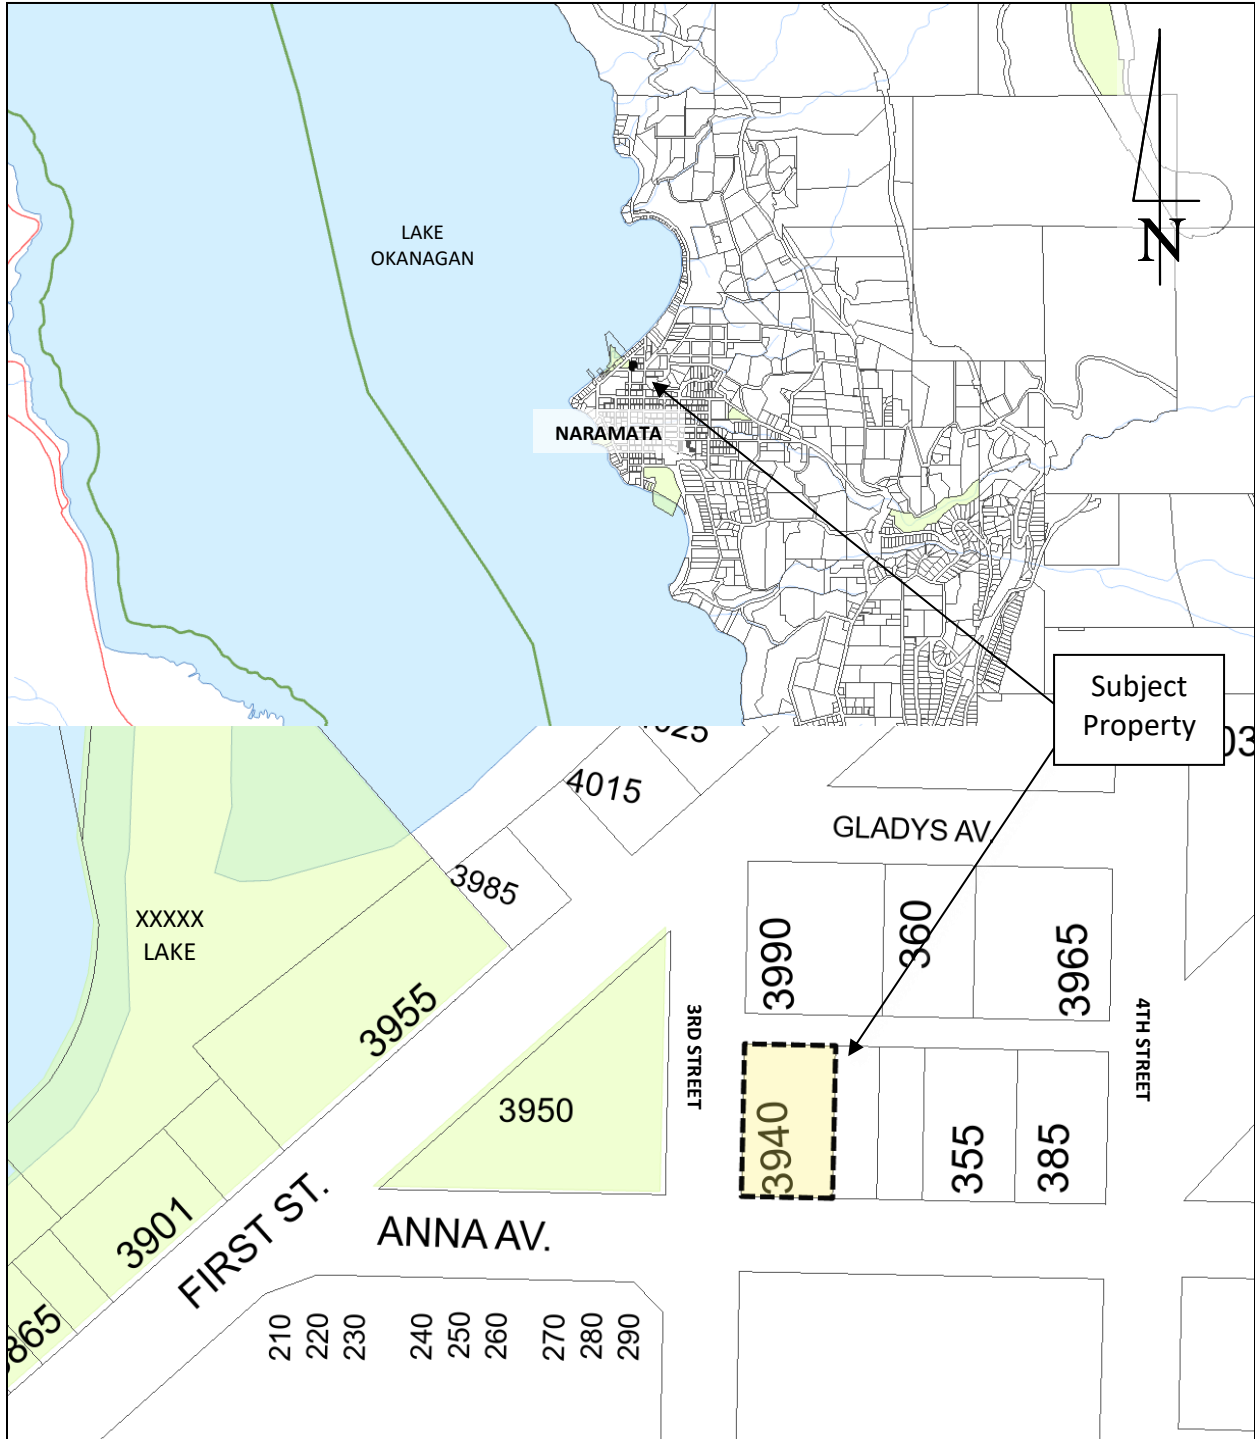 LAKE
OKANAGAN
N
NARAMATA
Subject
Property
4015
GLADYS AV.
3985
XXXXX
LAKE
3990
360
3965
3955
3RD STREET
4TH STREET
3950
3940
355
385
3901
FIRST ST.
ANNA AV.
210
220
230
240
250
260
270
280
290